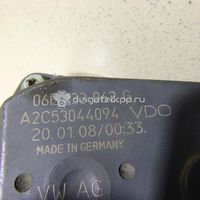 A2C53044094 VDO
20.01.08/00:33.
MADE IN GERMANY
VW AG